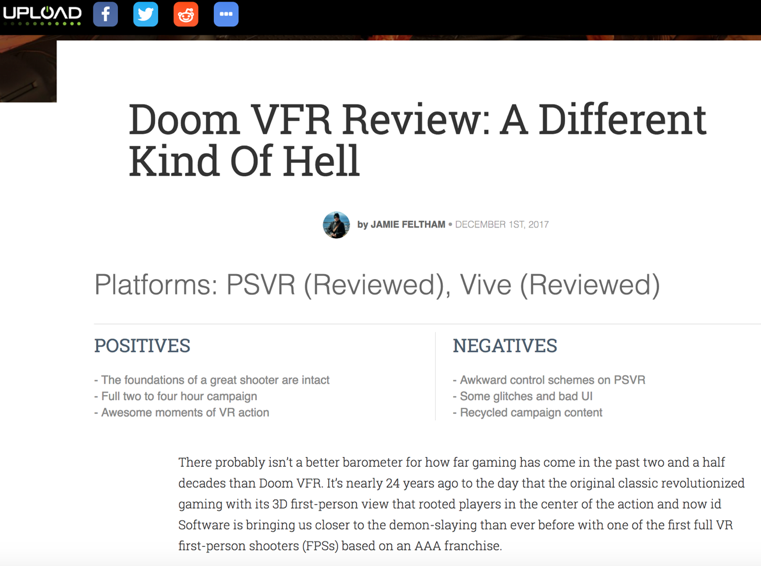 UPLOAD
Doom VFR Review: A Different
Kind Of Hell
by JAMIE FELTHAM • DECEMBER 1ST, 2017
Platforms: PSVR (Reviewed), Vive (Reviewed)
POSITIVES
- The foundations of a great shooter are intact
- Full two to four hour campaign
- Awesome moments of VR action
NEGATIVES
- Awkward control schemes on PSVR
- Some glitches and bad UI
- Recycled campaign content
There probably isn't a better barometer for how far gaming has come in the past two and a half
decades than Doom VFR. It's nearly 24 years ago to the day that the original classic revolutionized
gaming with its 3D first-person view that rooted players in the center of the action and now id
Software is bringing us closer to the demon-slaying than ever before with one of the first full VR
first-person shooters (FPSs) based on an AAA franchise.